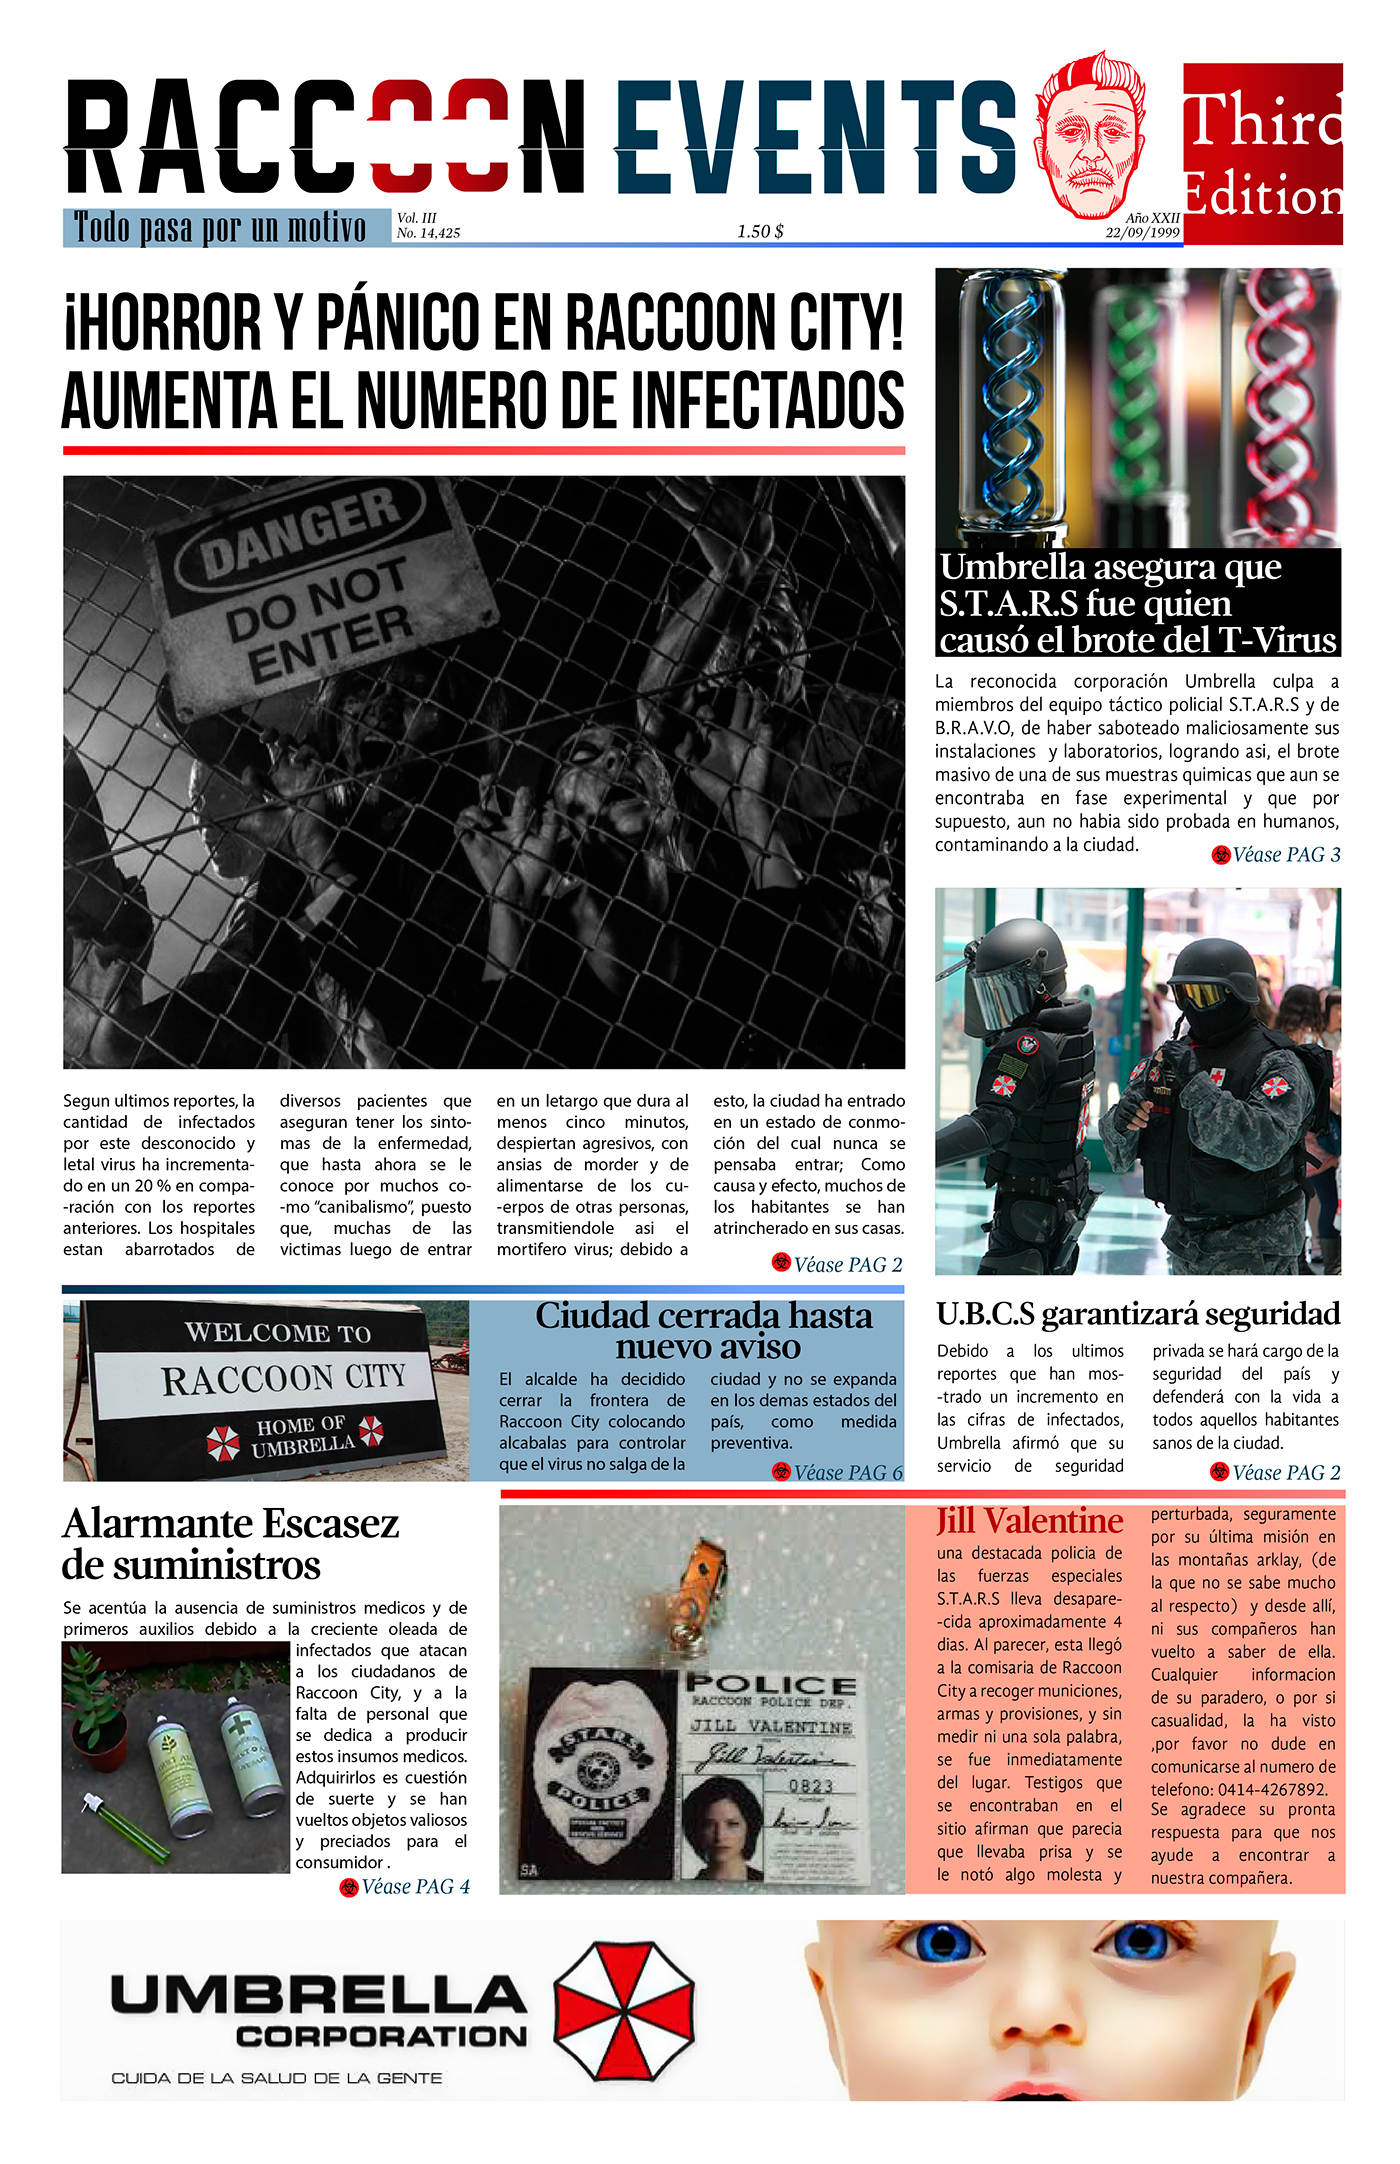 RACCOON EVENTS
Third
Edition
Todo pasa por un motivo
Vol. III
No. 14,425
1.50 $
Año XXII
22/09/1999
¡HORROR Y PÁNICO EN RACCOON CITY!
AUMENTA EL NUMERO DE INFECTADOS
DANGER
DO NOT
ENTER
Segun ultimos reportes, la
cantidad de infectados
por este desconocido y
letal virus ha incrementa-
do en un 20 % en compa-
-ración con los reportes
anteriores. Los hospitales
estan abarrotados de
diversos pacientes que
aseguran tener los sinto-
mas de la enfermedad,
que hasta ahora se le
conoce por muchos co-
-mo “canibalismo”, puesto
que, muchas de las
victimas luego de entrar
en un letargo que dura al
menos cinco minutos,
despiertan agresivos, con
ansias de morder y de
alimentarse de los cu-
-erpos de otras personas,
transmitiendole asi el
mortifero virus; debido a
esto, la ciudad ha entrado
en un estado de conmo-
ción del cual nunca se
pensaba entrar; Como
causa y efecto, muchos de
los habitantes se han
atrincherado en sus casas.
Véase PAG 2
Umbrella asegura que
S.T.A.R.S fue quien
causó el brote del T-Virus
La reconocida corporación Umbrella culpa a
miembros del equipo táctico policial S.T.A.R.S y de
B.R.A.V.O, de haber saboteado maliciosamente sus
instalaciones y laboratorios, logrando asi, el brote
masivo de una de sus muestras quimicas que aun se
encontraba en fase experimental y que por
supuesto, aun no habia sido probada en humanos,
contaminando a la ciudad.
Véase PAG 3
U.B.C.S garantizará seguridad
Debido a los ultimos
reportes que han mos-
-trado un incremento en
las cifras de infectados,
Umbrella afirmó que su
servicio de seguridad
privada se hará cargo de la
seguridad del país y
defenderá con la vida a
todos aquellos habitantes
sanos de la ciudad.
Véase PAG 2
WELCOME TO
RACCOON CITY
HOME OF
UMBRELLA
Ciudad cerrada hasta
nuevo aviso
El alcalde ha decidido
cerrar la frontera de
Raccoon City colocando
alcabalas para controlar
que el virus no salga de la
ciudad y no se expanda
en los demas estados del
país, como medida
preventiva.
Véase PAG 6
Alarmante Escasez
de suministros
Se acentúa la ausencia de suministros medicos y de
primeros auxilios debido a la creciente oleada de
infectados que atacan
a los ciudadanos de
Raccoon City, y a la
falta de personal que
se dedica a producir
estos insumos medicos.
Adquirirlos es cuestión
de suerte y se han
vueltos objetos valiosos
y preciados para el
consumidor .
Véase PAG 4
S.T.A.R.S
POLICE
SA
POLICE
RACCOON POLICE DEP.
JILL VALENTINE
Jill Valentine
0823
number
Jill Valentine
una destacada policia de
las fuerzas especiales
S.T.A.R.S lleva desapare-
-cida aproximadamente 4
dias. Al parecer, esta llegó
a la comisaria de Raccoon
City a recoger municiones,
armas y provisiones, y sin
medir ni una sola palabra,
se fue inmediatamente
del lugar. Testigos que
se encontraban en el
sitio afirman que parecia
que llevaba prisa y se
le notó algo molesta y
perturbada, seguramente
por su última misión en
las montañas arklay, (de
la que no se sabe mucho
al respecto) y desde allí,
ni sus compañeros han
vuelto a saber de ella.
Cualquier informacion
de su paradero, o por si
casualidad, la ha visto
,por favor no dude en
comunicarse al numero de
telefono: 0414-4267892.
Se agradece su pronta
respuesta para que nos
ayude a encontrar a
nuestra compañera.
UMBRELLA
CORPORATION
CUIDA DE LA SALUD DE LA GENTE